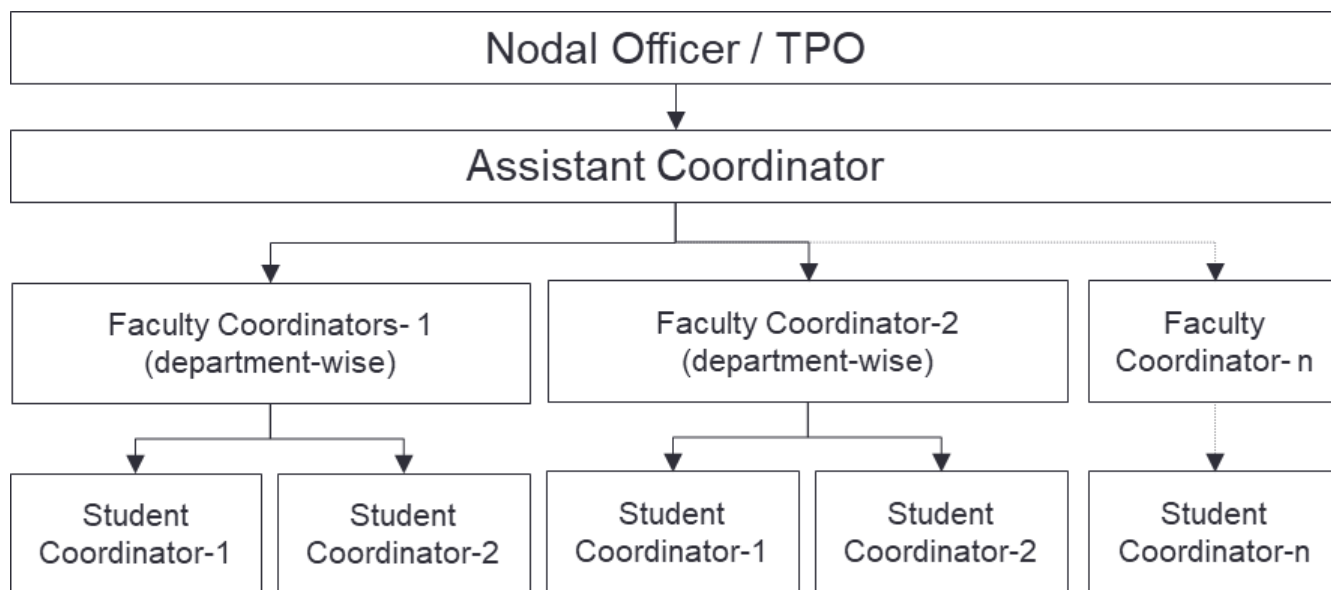 Nodal Officer / TPO
Assistant Coordinator
Faculty Coordinators- 1
(department-wise)
Faculty Coordinator-2
(department-wise)
Faculty
Coordinator- n
Student
Coordinator-1
Student
Coordinator-2
Student
Coordinator-1
Student
Coordinator-2
Student
Coordinator-n